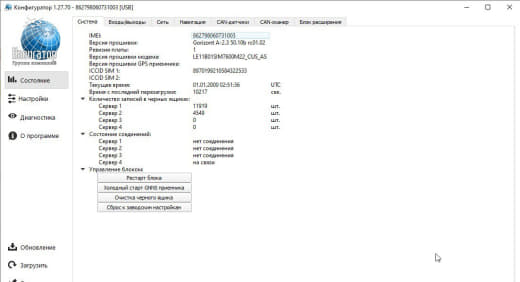 Конфигуратор 1.27.70 - 862798060731003 [USB]
Система Входы/выходы Сеть Навигация CAN-датчики CAN-сканер Блок расширения
Навигатор
Группа компаний
Состояние
Настройки
Диагностика
О программе
Обновление
Загрузить
IMEI: 862798060731003
Версия прошивки: Gorizont A-2.3 50.10b rc01.02
Ревизия платы: 1
Версия прошивки модема: LE11B01SIM7600M22_CUS_AS
Версия прошивки GPS приемника:
ICCID SIM 1: 8970199210584322533
ICCID SIM 2:
Текущее время: 01.01.2000 02:51:36 UTC
Время с последней перезагрузки: 10217 сек.
Количество записей в черных ящиках:
Сервер 1 11919 шт.
Сервер 2 4549 шт.
Сервер 3 0 шт.
Сервер 4 0 шт.
Состояние соединений:
Сервер 1 нет соединения
Сервер 2 нет соединения
Сервер 3 нет соединения
Сервер 4 на связи
Управление блоком:
Рестарт блока
Холодный старт GNSS приемника
Очистка черного ящика
Сброс к заводским настройкам